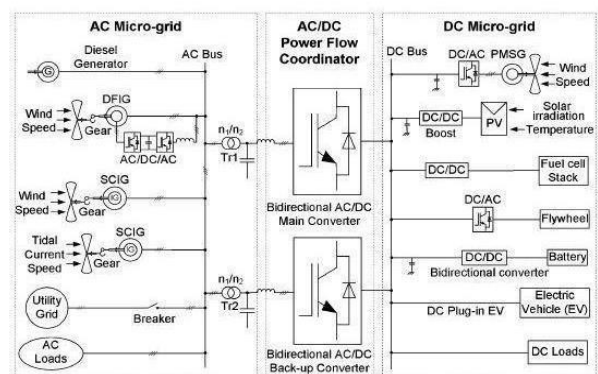 AC Micro-grid
Diesel
Generator
G
AC Bus
Wind
Speed
DFIG
IG
Gear
AC/DC/AC
Wind
Speed
SCIG
IG
Gear
Tidal
Current
Speed
SCIG
IG
Gear
Utility
Grid
Breaker
AC
Loads
n1/n2
Tr1
n1/n2
Tr2
AC/DC
Power Flow
Coordinator
Bidirectional AC/DC
Main Converter
Bidirectional AC/DC
Back-up Converter
DC Micro-grid
DC Bus
DC/AC
PMSG
Wind
Speed
DC/DC
Boost
PV
Solar
irradiation
Temperature
DC/DC
Fuel cell
Stack
DC/AC
Flywheel
DC/DC
Battery
Bidirectional converter
DC Plug-in EV
Electric
Vehicle (EV)
DC Loads